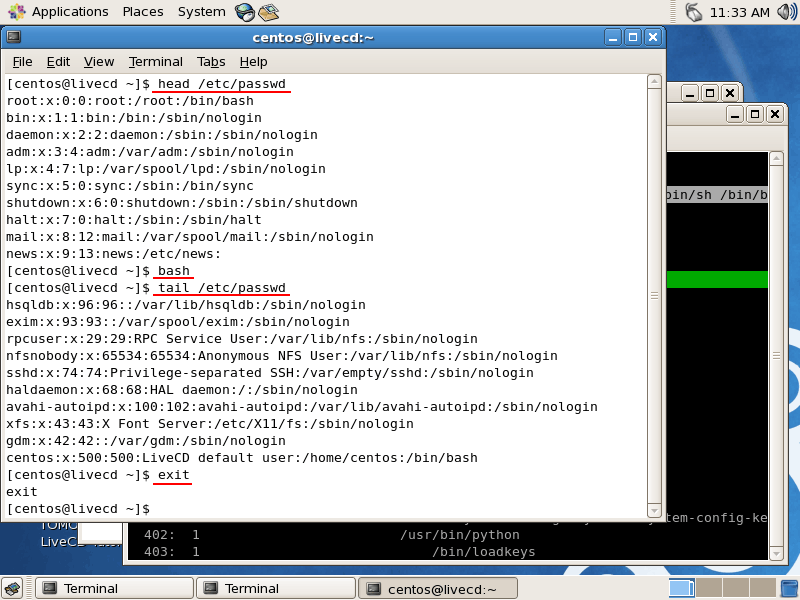 Applications Places System 11:33 AM
centos@livecd:~
File Edit View Terminal Tabs Help
[centos@livecd ~]$ head /etc/passwd
root:x:0:0:root:/root:/bin/bash
bin:x:1:1:bin:/bin:/sbin/nologin
daemon:x:2:2:daemon:/sbin:/sbin/nologin
adm:x:3:4:adm:/var/adm:/sbin/nologin
lp:x:4:7:lp:/var/spool/lpd:/sbin/nologin
sync:x:5:0:sync:/sbin:/bin/sync
shutdown:x:6:0:shutdown:/sbin:/sbin/shutdown
halt:x:7:0:halt:/sbin:/sbin/halt
mail:x:8:12:mail:/var/spool/mail:/sbin/nologin
news:x:9:13:news:/etc/news:
[centos@livecd ~]$ bash
[centos@livecd ~]$ tail /etc/passwd
hsqldb:x:96:96::/var/lib/hsqldb:/sbin/nologin
exim:x:93:93::/var/spool/exim:/sbin/nologin
rpcuser:x:29:29:RPC Service User:/var/lib/nfs:/sbin/nologin
nfsnobody:x:65534:65534:Anonymous NFS User:/var/lib/nfs:/sbin/nologin
sshd:x:74:74:Privilege-separated SSH:/var/empty/sshd:/sbin/nologin
haldaemon:x:68:68:HAL daemon:/:/sbin/nologin
avahi-autoipd:x:100:102:avahi-autoipd:/var/lib/avahi-autoipd:/sbin/nologin
xfs:x:43:43:X Font Server:/etc/X11/fs:/sbin/nologin
gdm:x:42:42::/var/gdm:/sbin/nologin
centos:x:500:500:LiveCD default user:/home/centos:/bin/bash
[centos@livecd ~]$ exit
exit
[centos@livecd ~]$
bin/sh /bin/b
tem-config-ke
402: 1 /usr/bin/python
403: 1 /bin/loadkeys
LiveC
Terminal Terminal centos@livecd:~